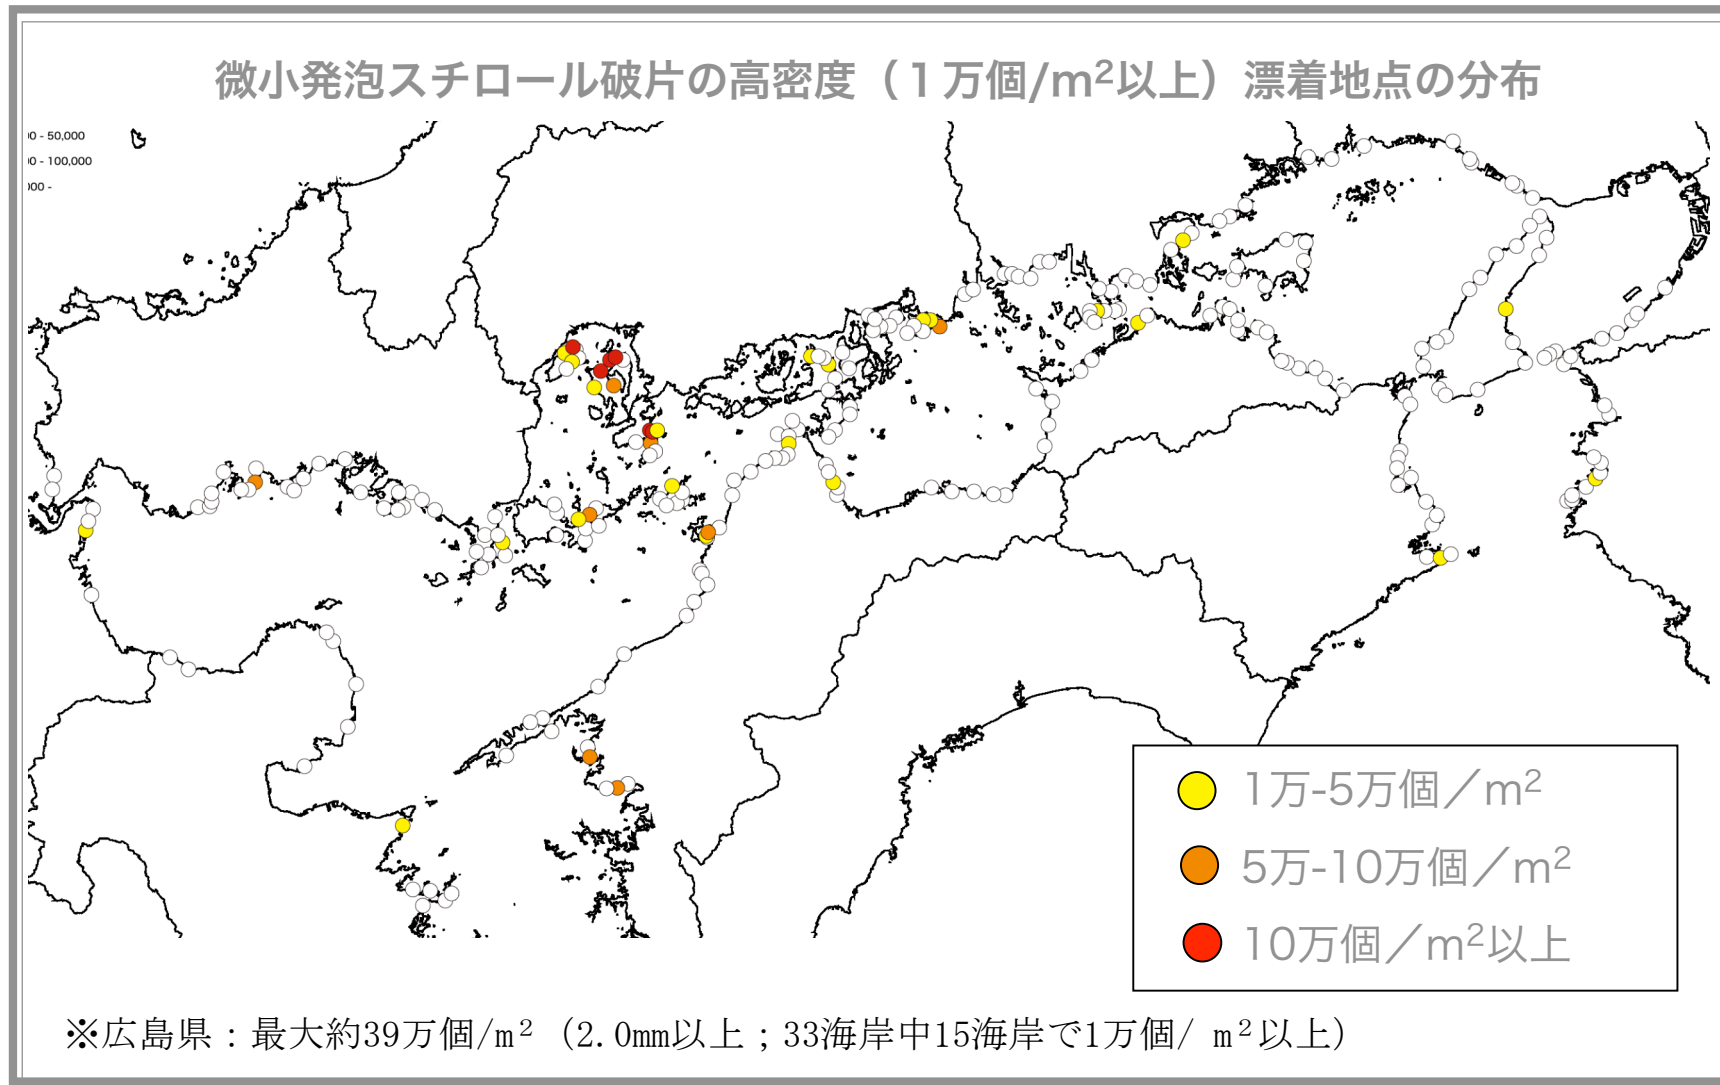 微小発泡スチロール破片の高密度（１万個/m²以上）漂着地点の分布
00 - 50,000
00 - 100,000
000 -
1万-5万個／m²
5万-10万個／m²
10万個／m²以上
※広島県：最大約39万個/m²（2.0mm以上；33海岸中15海岸で1万個/ m²以上）